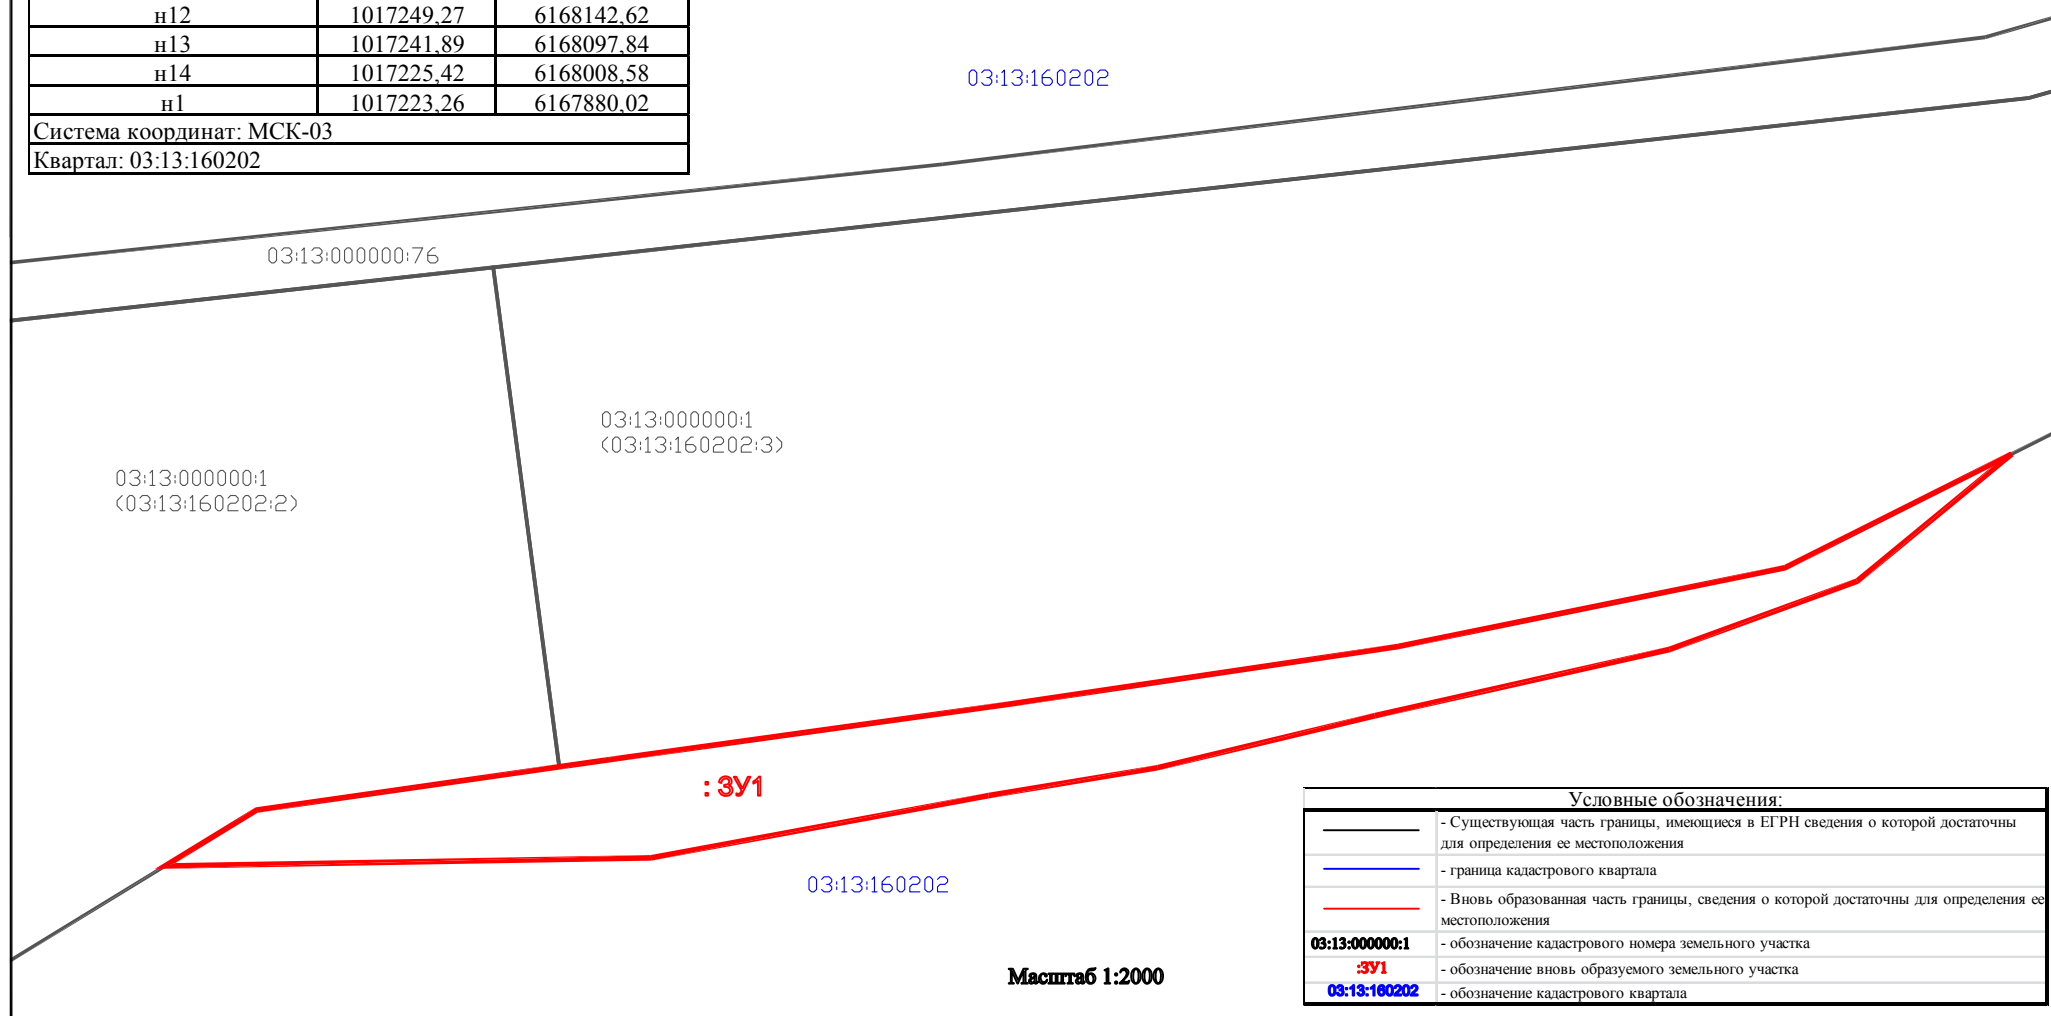 н12 1017249,27 6168142,62
н13 1017241,89 6168097,84
н14 1017225,42 6168008,58
н1 1017223,26 6167880,02
Система координат: МСК-03
Квартал: 03:13:160202
03:13:160202
03:13:000000:76
03:13:000000:1
(03:13:160202:3)
03:13:000000:1
(03:13:160202:2)
: ЗУ1
03:13:160202
Масштаб 1:2000
Условные обозначения:
- Существующая часть границы, имеющиеся в ЕГРН сведения о которой достаточны
для определения ее местоположения
- граница кадастрового квартала
- Вновь образованная часть границы, сведения о которой достаточны для определения ее
местоположения
03:13:000000:1 - обозначение кадастрового номера земельного участка
:ЗУ1 - обозначение вновь образуемого земельного участка
03:13:160202 - обозначение кадастрового квартала